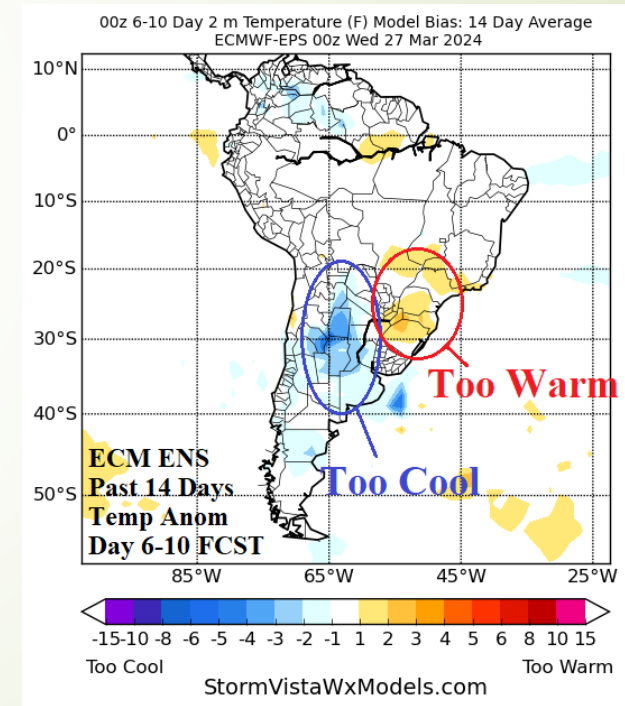 00z 6-10 Day 2 m Temperature (F) Model Bias: 14 Day Average
ECMWF-EPS 00z Wed 27 Mar 2024
10°N
0°
10°S
20°S
30°S
40°S
50°S
Too Warm
Too Cool
ECM ENS
Past 14 Days
Temp Anom
Day 6-10 FCST
85°W 65°W 45°W 25°W
-15 -10 -8 -6 -5 -4 -3 -2 -1 1 2 3 4 5 6 8 10 15
Too Cool Too Warm
StormVistaWxModels.com